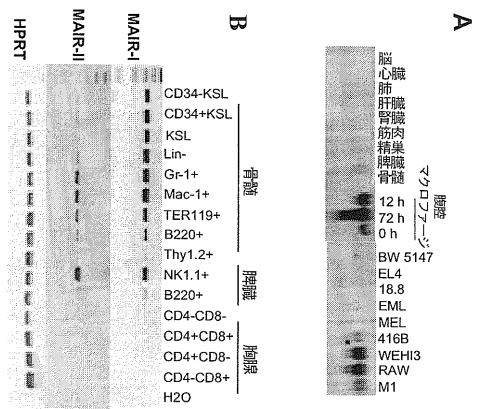 A
脳
心臓
肺
肝臓
腎臓
筋肉
精巣
脾臓
骨髄
腹腔
マクロファージ
12 h
72 h
0 h
BW 5147
EL4
18.8
EML
MEL
416B
WEHI3
RAW
M1
B
MAIR-I
MAIR-II
HPRT
骨髄
CD34-KSL
CD34+KSL
KSL
Lin-
Gr-1+
Mac-1+
TER119+
B220+
Thy1.2+
脾臓
NK1.1+
B220+
胸腺
CD4-CD8-
CD4+CD8+
CD4+CD8-
CD4-CD8+
H2O